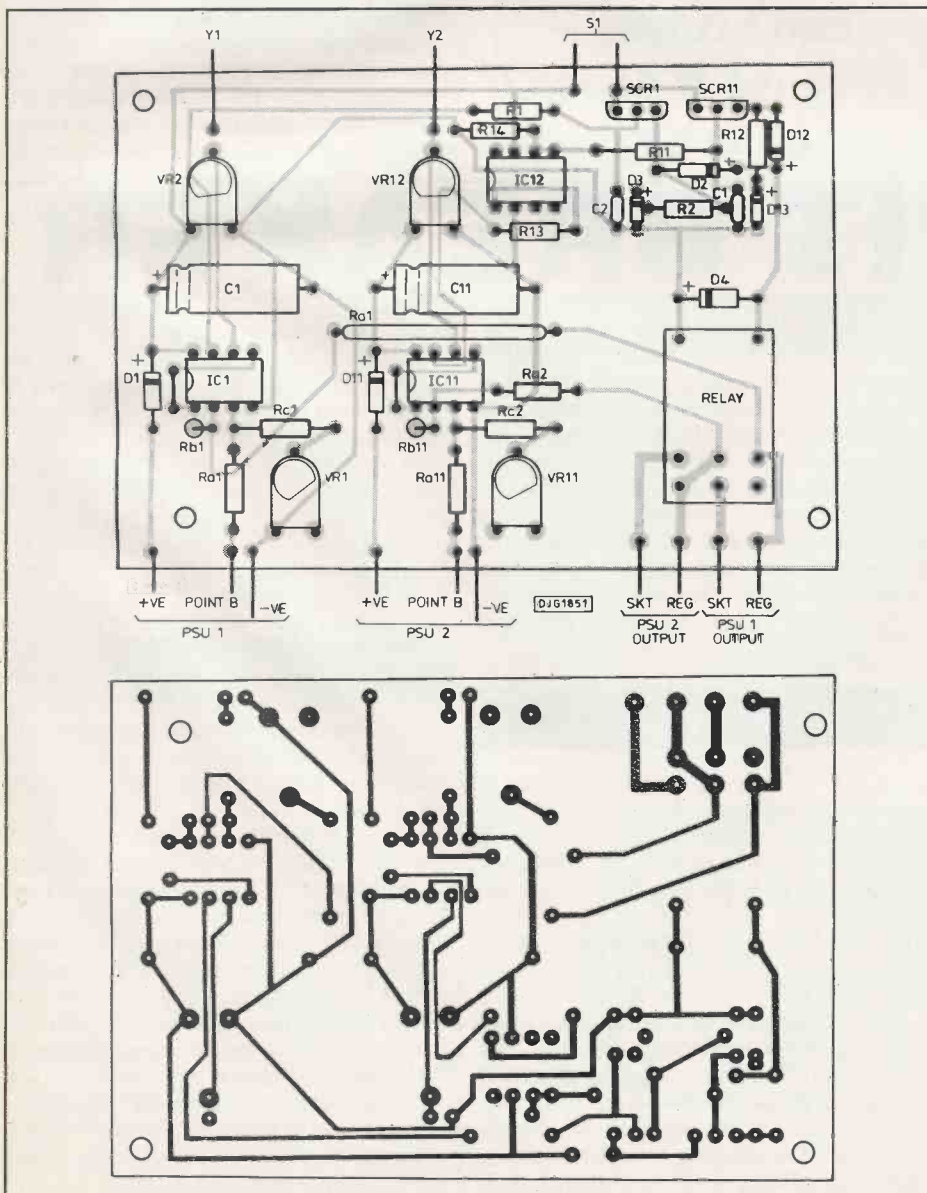 Y1 Y2 S1
SCR1 SCR11
R1
R14
R12 D12
R11
VR2 VR12 IC12 D2 +
+
D3 + C1 +
C2 R2 D13
R13
+ C1 + C11 D4
+
Ra1
+ +
D1 IC1 D11 IC11 Ra2 RELAY
Rc2 Rc2
Rb1 Rb11
Ra1 VR1 Ra11 VR11
+VE POINT B -VE +VE POINT B -VE DJG1851 SKT REG SKT REG
PSU 1 PSU 2 PSU 2 OUTPUT PSU 1 OUTPUT